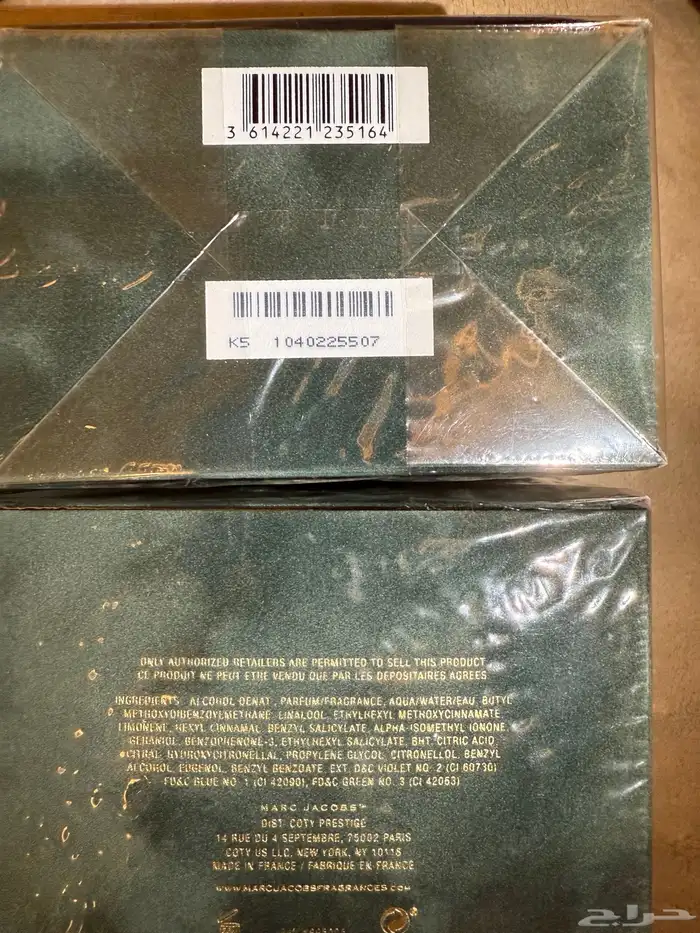 3 614221 235164
K5 1040225507
ONLY AUTHORIZED RETAILERS ARE PERMITTED TO SELL THIS PRODUCT
CE PRODUIT NE PEUT ETRE VENDU QUE PAR LES DEPOSITAIRES AGREES
INGREDIENTS: ALCOHOL DENAT., PARFUM/FRAGRANCE, AQUA/WATER/EAU, BUTYL
METHOXYDIBENZOYLMETHANE, LINALOOL, ETHYLHEXYL METHOXYCINNAMATE,
LIMONENE, HEXYL CINNAMAL, BENZYL SALICYLATE, ALPHA-ISOMETHYL IONONE,
GERANIOL, BENZOPHENONE-3, ETHYLHEXYL SALICYLATE, BHT, CITRIC ACID,
CITRAL, HYDROXYCITRONELLAL, PROPYLENE GLYCOL, CITRONELLOL, BENZYL
ALCOHOL, EUGENOL, BENZYL BENZOATE, EXT. D&C VIOLET NO. 2 (CI 60730)
FD&C BLUE NO. 1 (CI 42090), FD&C GREEN NO. 3 (CI 42053)
MARC JACOBS™
DIST. COTY PRESTIGE
14 RUE DU 4 SEPTEMBRE, 75002 PARIS
COTY US LLC, NEW YORK, NY 10118
MADE IN FRANCE / FABRIQUE EN FRANCE
WWW.MARCJACOBSFRAGRANCES.COM
حراج